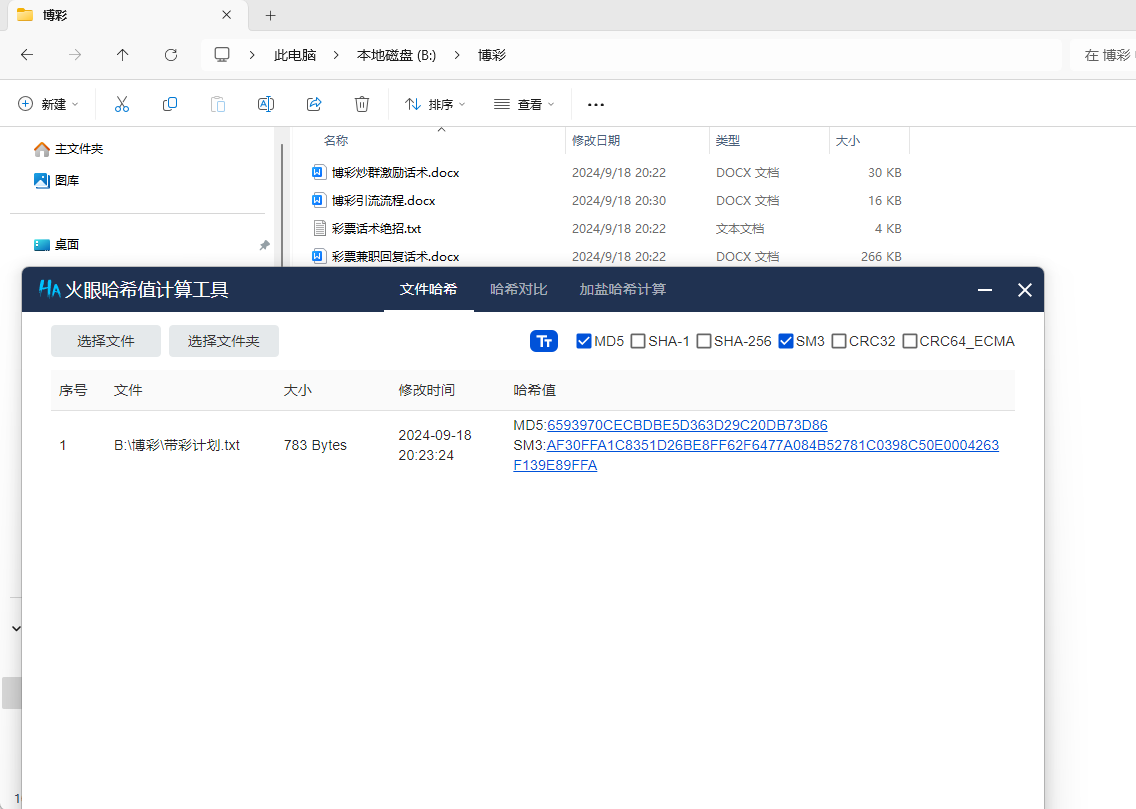 博彩
此电脑 本地磁盘 (B:) 博彩 在 博彩
新建 排序 查看
主文件夹
图库
桌面
名称 修改日期 类型 大小
博彩炒群激励话术.docx 2024/9/18 20:22 DOCX 文档 30 KB
博彩引流流程.docx 2024/9/18 20:30 DOCX 文档 16 KB
彩票话术绝招.txt 2024/9/18 20:22 文本文档 4 KB
彩票兼职回复话术.docx 2024/9/18 20:22 DOCX 文档 266 KB
HA 火眼哈希值计算工具 文件哈希 哈希对比 加盐哈希计算
选择文件 选择文件夹 TT MD5 SHA-1 SHA-256 SM3 CRC32 CRC64_ECMA
序号 文件 大小 修改时间 哈希值
1 B:\博彩\带彩计划.txt 783 Bytes 2024-09-18
20:23:24
MD5:6593970CECBDBE5D363D29C20DB73D86
SM3:AF30FFA1C8351D26BE8FF62F6477A084B52781C0398C50E0004263
F139E89FFA